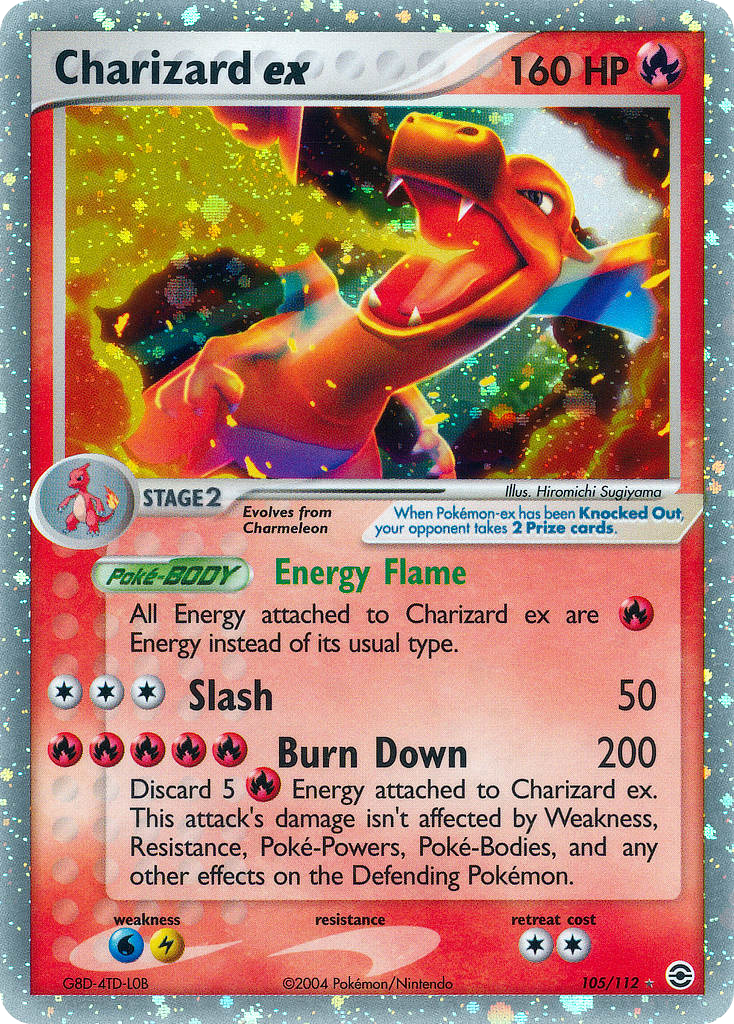 Charizard ex 160 HP
Illus. Hiromichi Sugiyama
STAGE 2
Evolves from
Charmeleon
When Pokémon-ex has been Knocked Out,
your opponent takes 2 Prize cards.
Poké-BODY Energy Flame
All Energy attached to Charizard ex are
Energy instead of its usual type.
Slash 50
Burn Down 200
Discard 5 Energy attached to Charizard ex.
This attack's damage isn't affected by Weakness,
Resistance, Poké-Powers, Poké-Bodies, and any
other effects on the Defending Pokémon.
weakness resistance retreat cost
G8D-4TD-L0B ©2004 Pokémon/Nintendo 105/112